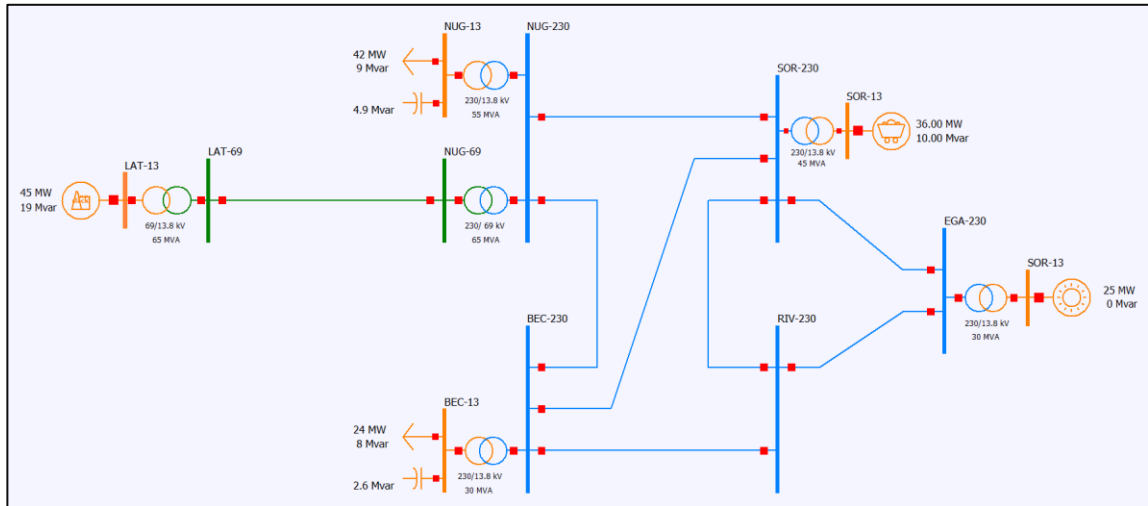 NUG-13
NUG-230
42 MW
9 Mvar
4.9 Mvar
230/13.8 kV
55 MVA
SOR-230
SOR-13
36.00 MW
10.00 Mvar
230/13.8 kV
45 MVA
LAT-13
LAT-69
45 MW
19 Mvar
69/13.8 kV
65 MVA
NUG-69
230/ 69 kV
65 MVA
EGA-230
SOR-13
25 MW
0 Mvar
230/13.8 kV
30 MVA
BEC-230
RIV-230
BEC-13
24 MW
8 Mvar
2.6 Mvar
230/13.8 kV
30 MVA